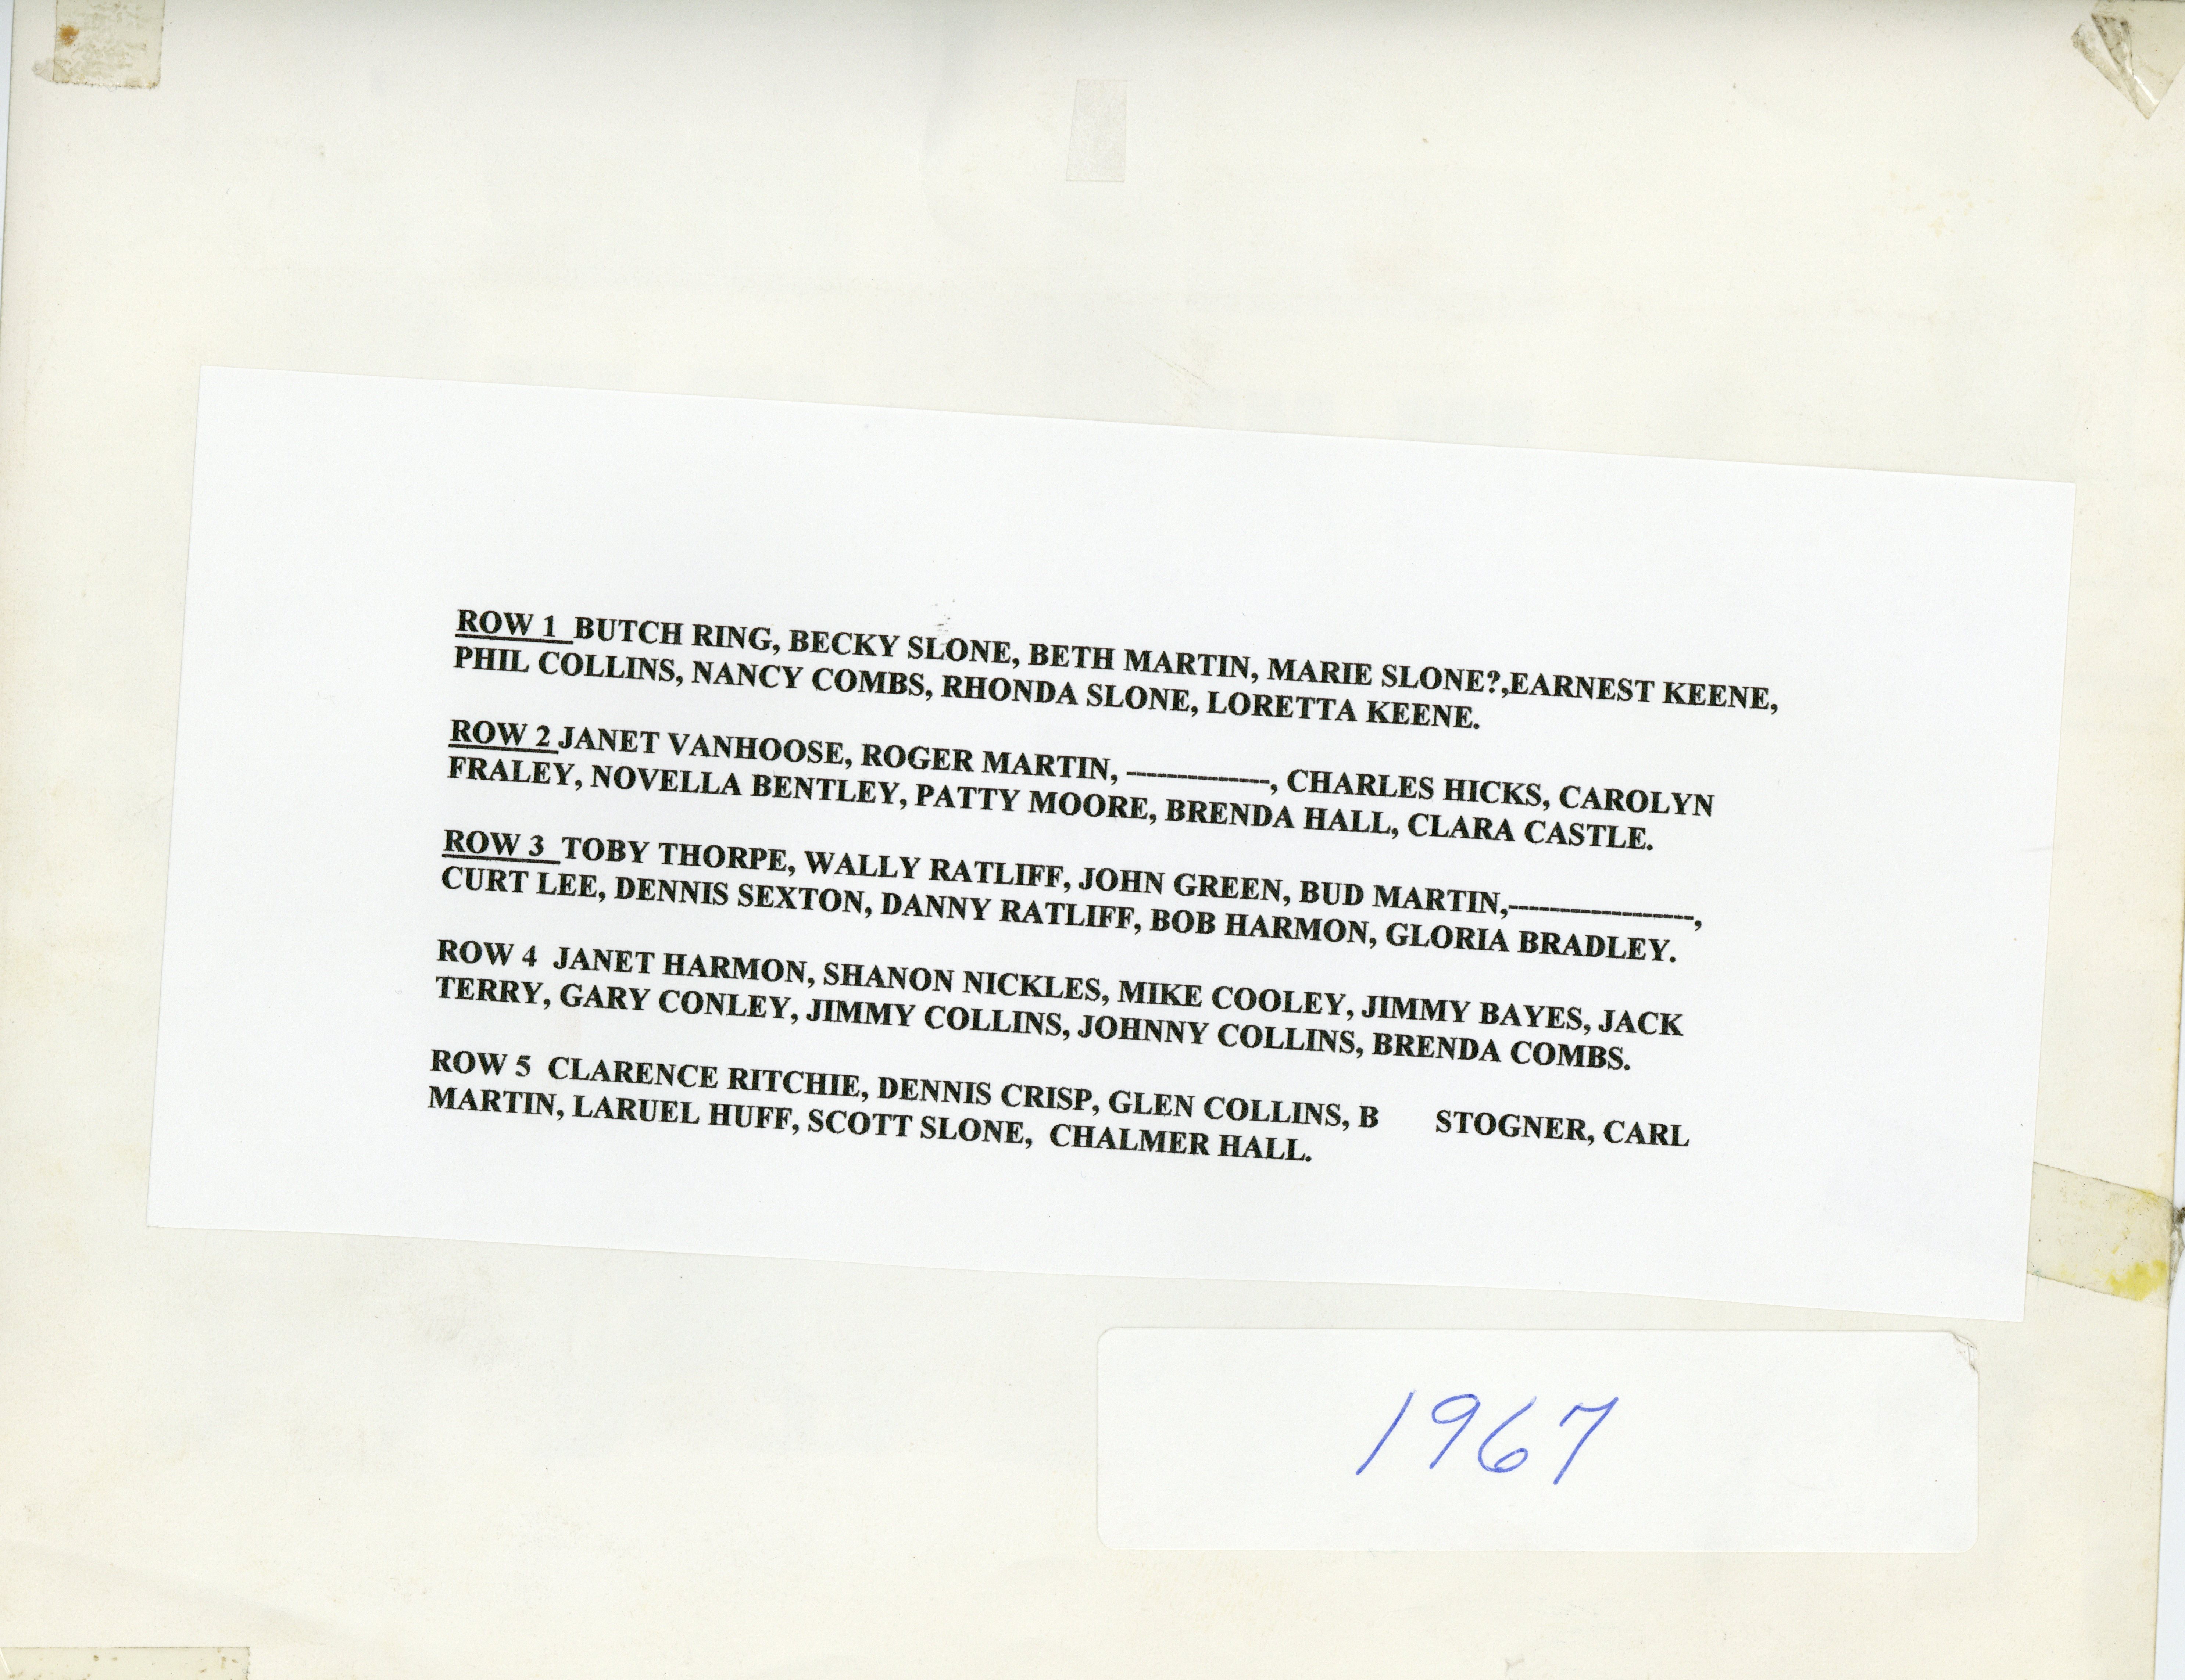 ROW 1 BUTCH RING, BECKY SLONE, BETH MARTIN, MARIE SLONE?,EARNEST KEENE,
PHIL COLLINS, NANCY COMBS, RHONDA SLONE, LORETTA KEENE.
ROW 2 JANET VANHOOSE, ROGER MARTIN, --------------, CHARLES HICKS, CAROLYN
FRALEY, NOVELLA BENTLEY, PATTY MOORE, BRENDA HALL, CLARA CASTLE.
ROW 3 TOBY THORPE, WALLY RATLIFF, JOHN GREEN, BUD MARTIN,------------------,
CURT LEE, DENNIS SEXTON, DANNY RATLIFF, BOB HARMON, GLORIA BRADLEY.
ROW 4 JANET HARMON, SHANON NICKLES, MIKE COOLEY, JIMMY BAYES, JACK
TERRY, GARY CONLEY, JIMMY COLLINS, JOHNNY COLLINS, BRENDA COMBS.
ROW 5 CLARENCE RITCHIE, DENNIS CRISP, GLEN COLLINS, B STOGNER, CARL
MARTIN, LARUEL HUFF, SCOTT SLONE, CHALMER HALL.
1967